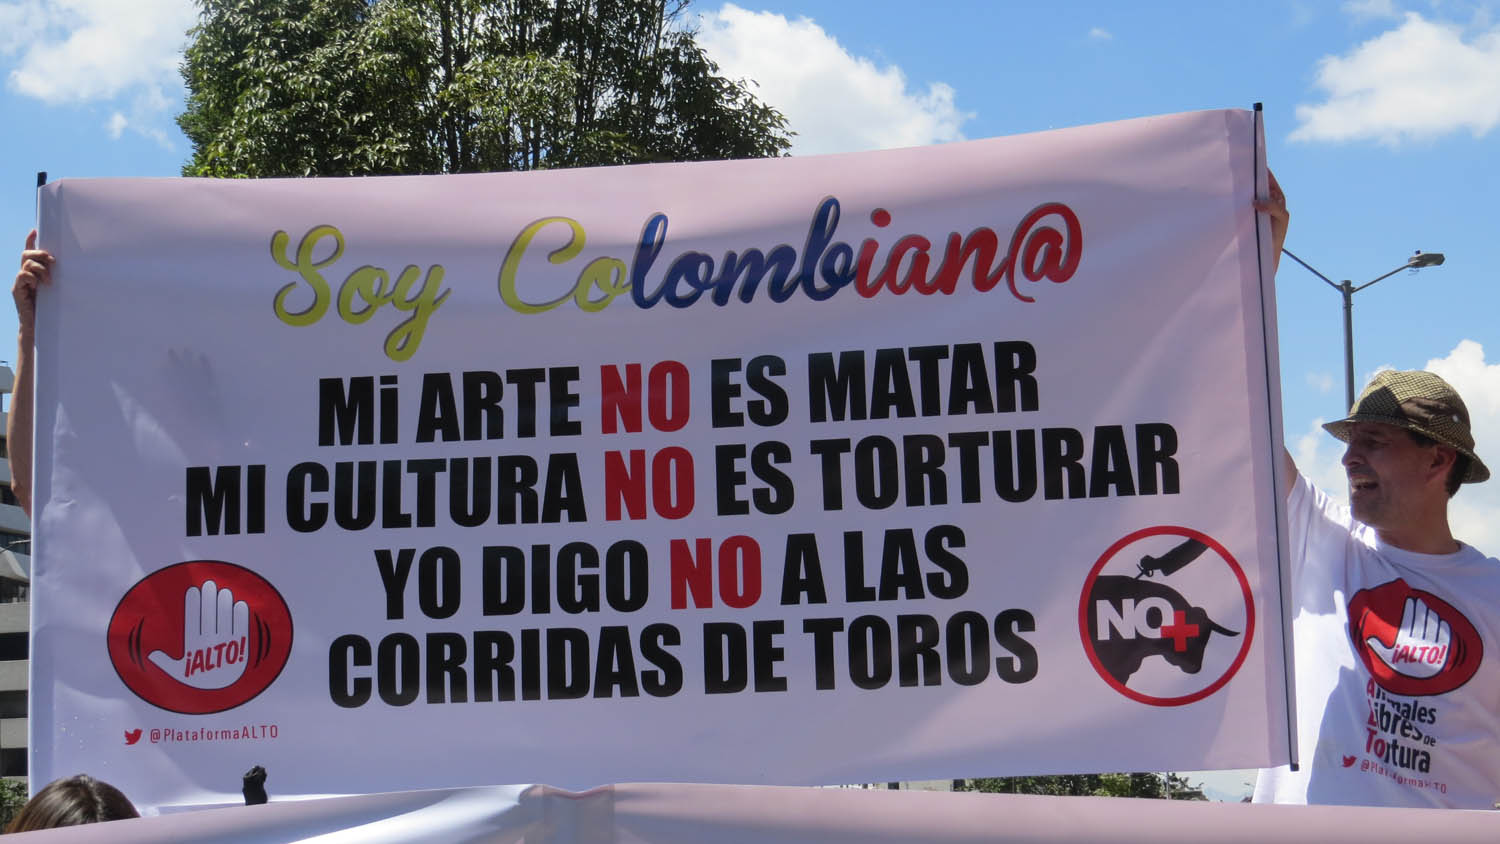 Soy Colombian@
Mi ARTE NO ES MATAR
MI CULTURA NO ES TORTURAR
YO DIGO NO A LAS
CORRIDAS DE TOROS
¡ALTO!
@PlataformaALTO
NO+
¡ALTO!
Animales
Libres DE
Tortura
@PlataformaALTO